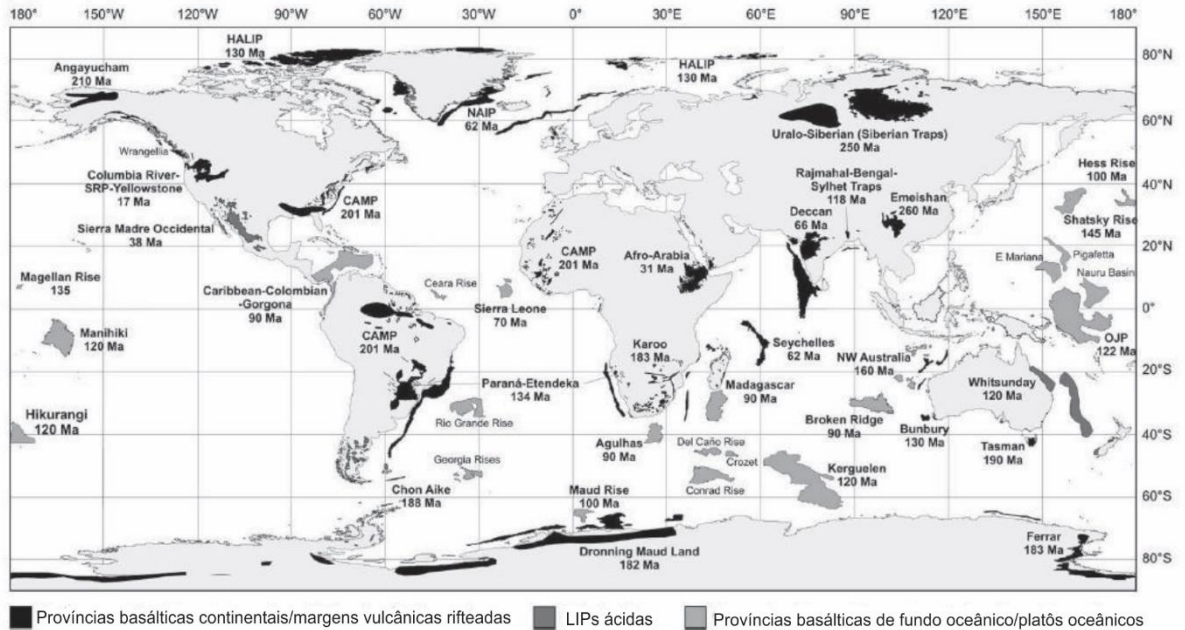 180° 120°W 90°W 60°W 30°W 0° 30°E 60°E 90°E 120°E 150°E 180°
80°N
60°N
40°N
20°N
0°
20°S
40°S
60°S
80°S
HALIP
130 Ma
Angayucham
210 Ma
HALIP
130 Ma
NAIP
62 Ma
Uralo-Siberian (Siberian Traps)
250 Ma
Wrangellia
Columbia River-
SRP-Yellowstone
17 Ma
CAMP
201 Ma
Sierra Madre Occidental
38 Ma
Rajmahal-Bengal-
Sylhet Traps
118 Ma
Emeishan
260 Ma
Deccan
66 Ma
Hess Rise
100 Ma
Shatsky Rise
145 Ma
CAMP
201 Ma
Afro-Arabia
31 Ma
E Mariana
Pigafetta
Nauru Basin
Magellan Rise
135
Caribbean-Colombian
-Gorgona
90 Ma
Ceara Rise
Sierra Leone
70 Ma
Manihiki
120 Ma
CAMP
201 Ma
Karoo
183 Ma
Seychelles
62 Ma
NW Australia
160 Ma
OJP
122 Ma
Paraná-Etendeka
134 Ma
Madagascar
90 Ma
Whitsunday
120 Ma
Hikurangi
120 Ma
Rio Grande Rise
Agulhas
90 Ma
Del Caño Rise
Crozet
Broken Ridge
90 Ma
Bunbury
130 Ma
Tasman
190 Ma
Georgia Rises
Chon Aike
188 Ma
Maud Rise
100 Ma
Conrad Rise
Kerguelen
120 Ma
Dronning Maud Land
182 Ma
Ferrar
183 Ma
Províncias basálticas continentais/margens vulcânicas rifteadas LIPs ácidas Províncias basálticas de fundo oceânico/platôs oceânicos